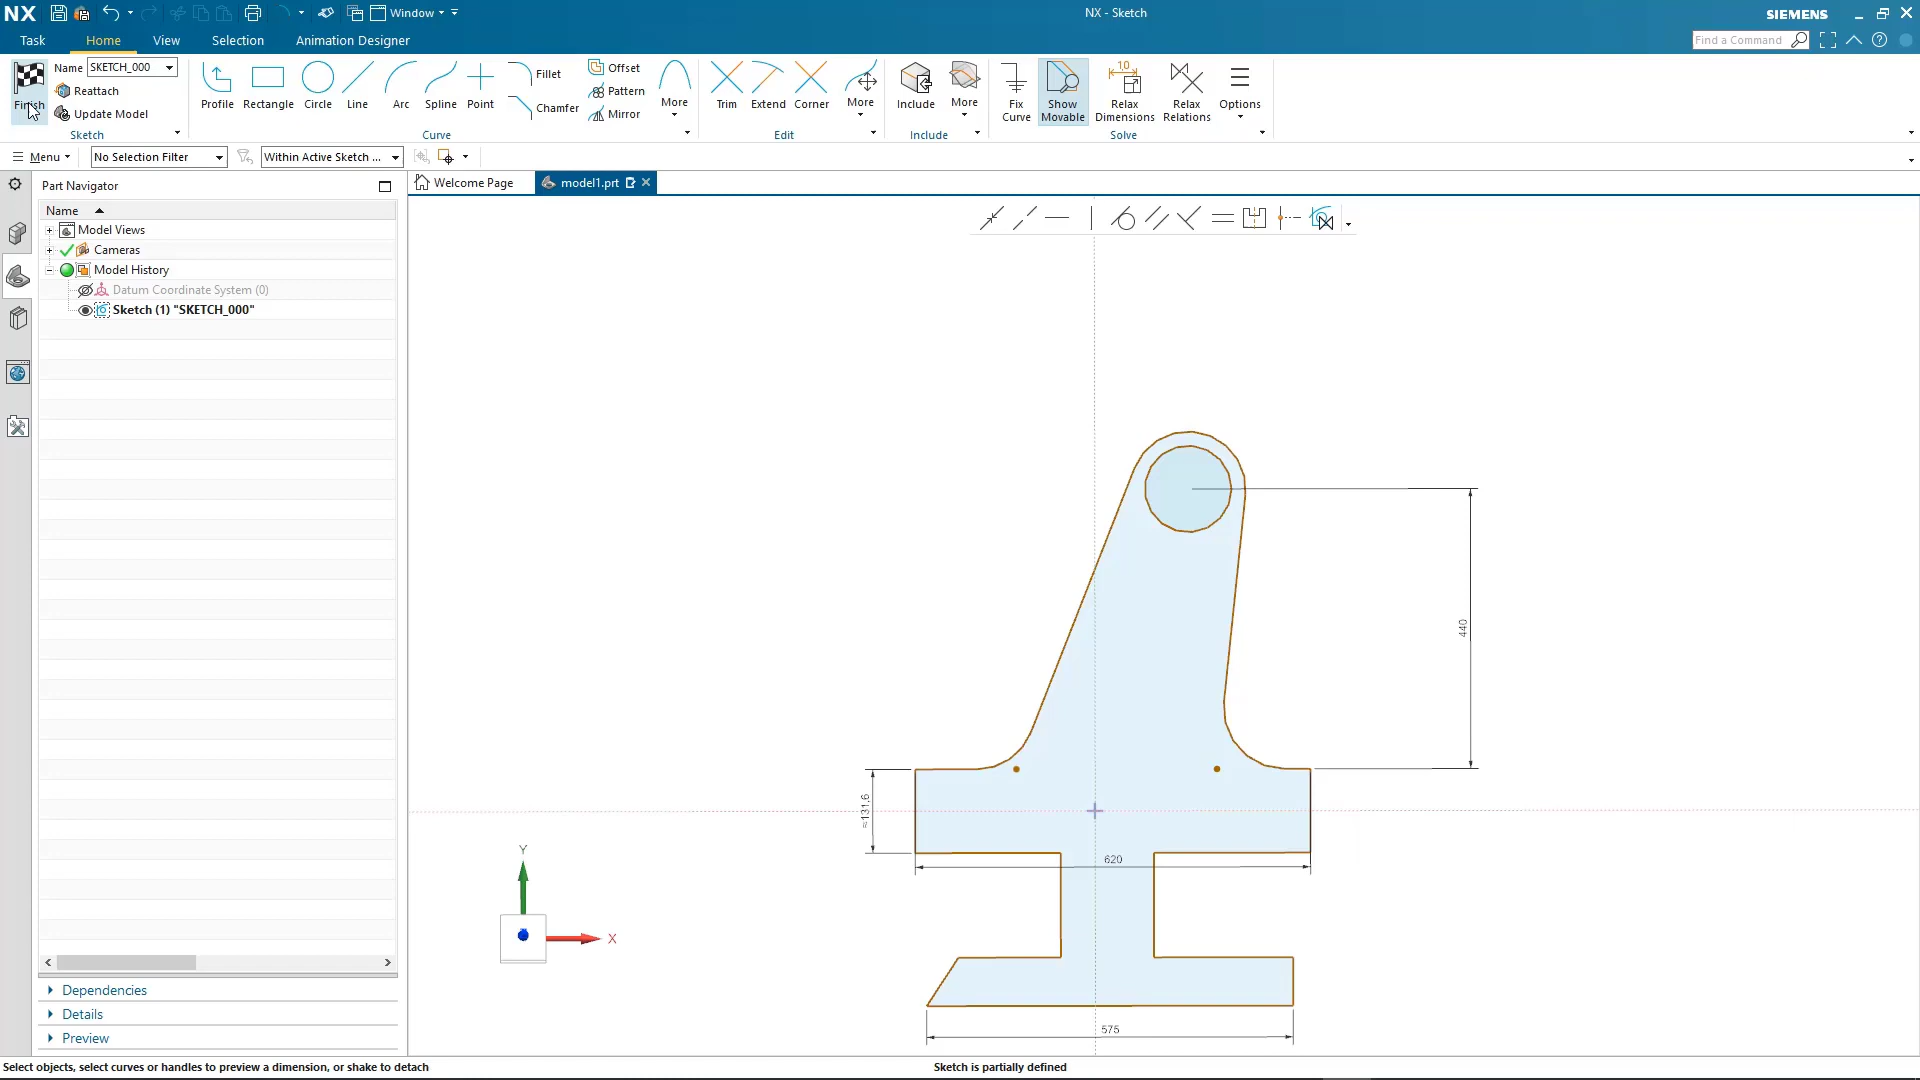 NX
Window
NX - Sketch
SIEMENS
Task
Home
View
Selection
Animation Designer
Find a Command
Finish
Name
SKETCH_000
Reattach
Update Model
Sketch
Profile
Rectangle
Circle
Line
Arc
Spline
Point
Fillet
Chamfer
Offset
Pattern
Mirror
More
Curve
Trim
Extend
Corner
More
Edit
Include
More
Include
Fix
Curve
Show
Movable
Relax
Dimensions
Relax
Relations
Options
Solve
1,0
Menu
No Selection Filter
Within Active Sketch ...
Part Navigator
Welcome Page
model1.prt
Name
Model Views
Cameras
Model History
Datum Coordinate System (0)
Sketch (1) "SKETCH_000"
440
≈131.6
620
575
Y
X
Dependencies
Details
Preview
Select objects, select curves or handles to preview a dimension, or shake to detach
Sketch is partially defined